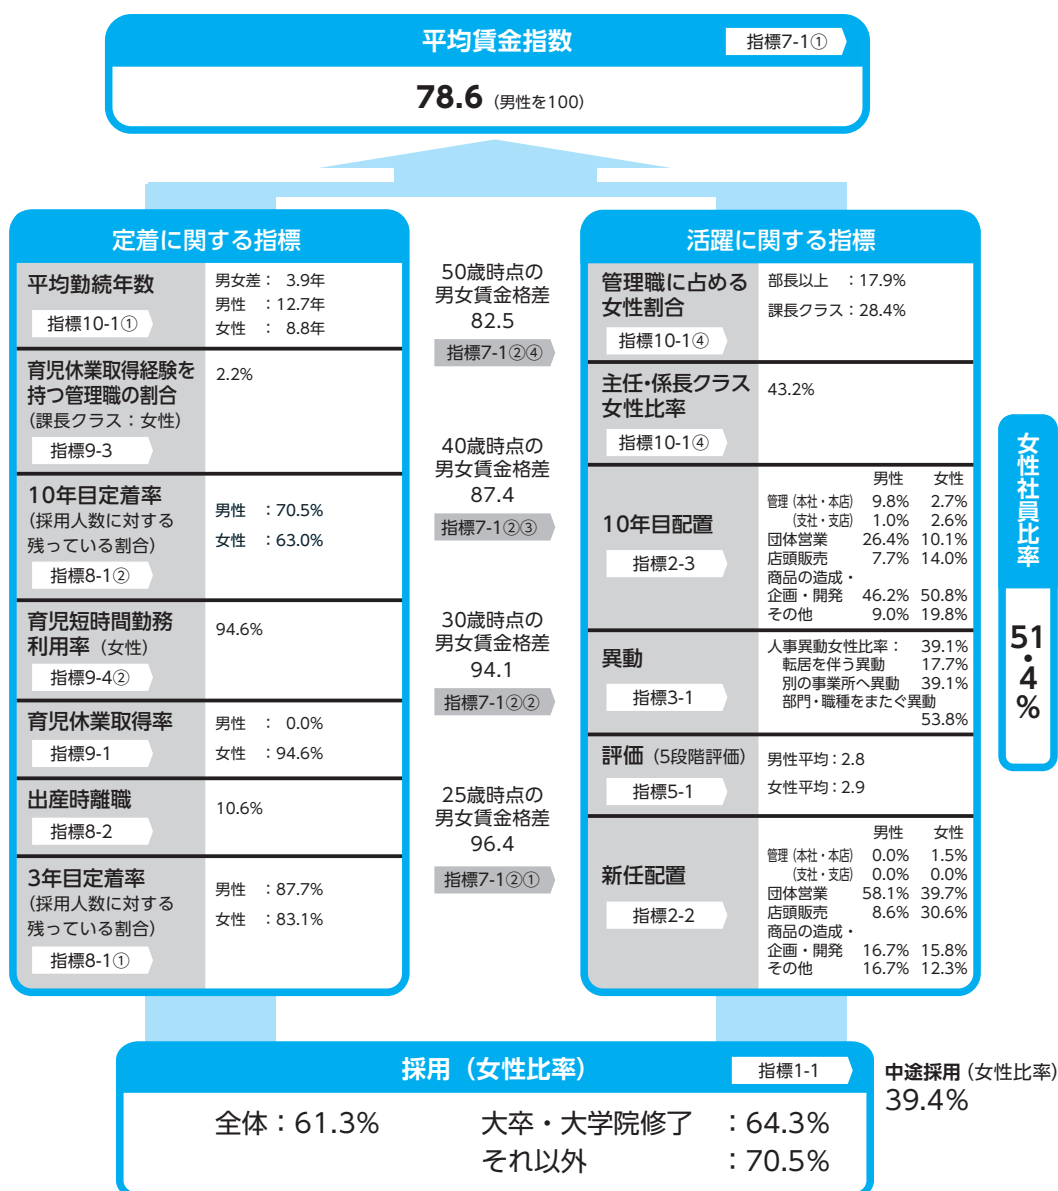 平均賃金指数
指標7-1①
78.6 (男性を100)
定着に関する指標
平均勤続年数
指標10-1①
男女差： 3.9年
男性 ：12.7年
女性 ： 8.8年
育児休業取得経験を
持つ管理職の割合
（課長クラス：女性）
指標9-3
2.2%
10年目定着率
（採用人数に対する
残っている割合）
指標8-1②
男性 ：70.5%
女性 ：63.0%
育児短時間勤務
利用率（女性）
指標9-4②
94.6%
育児休業取得率
指標9-1
男性 ： 0.0%
女性 ：94.6%
出産時離職
指標8-2
10.6%
3年目定着率
（採用人数に対する
残っている割合）
指標8-1①
男性 ：87.7%
女性 ：83.1%
50歳時点の
男女賃金格差
82.5
指標7-1②④
40歳時点の
男女賃金格差
87.4
指標7-1②③
30歳時点の
男女賃金格差
94.1
指標7-1②②
25歳時点の
男女賃金格差
96.4
指標7-1②①
活躍に関する指標
管理職に占める
女性割合
指標10-1④
部長以上 ：17.9%
課長クラス：28.4%
主任・係長クラス
女性比率
指標10-1④
43.2%
10年目配置
指標2-3
男性 女性
管理（本社・本店） 9.8% 2.7%
（支社・支店） 1.0% 2.6%
団体営業 26.4% 10.1%
店頭販売 7.7% 14.0%
商品の造成・
企画・開発 46.2% 50.8%
その他 9.0% 19.8%
異動
指標3-1
人事異動女性比率： 39.1%
転居を伴う異動 17.7%
別の事業所へ異動 39.1%
部門・職種をまたぐ異動
53.8%
評価（5段階評価）
指標5-1
男性平均：2.8
女性平均：2.9
新任配置
指標2-2
男性 女性
管理（本社・本店） 0.0% 1.5%
（支社・支店） 0.0% 0.0%
団体営業 58.1% 39.7%
店頭販売 8.6% 30.6%
商品の造成・
企画・開発 16.7% 15.8%
その他 16.7% 12.3%
女性社員比率
51・4%
採用（女性比率）
指標1-1
全体：61.3% 大卒・大学院修了 ：64.3%
それ以外 ：70.5%
中途採用（女性比率）
39.4%